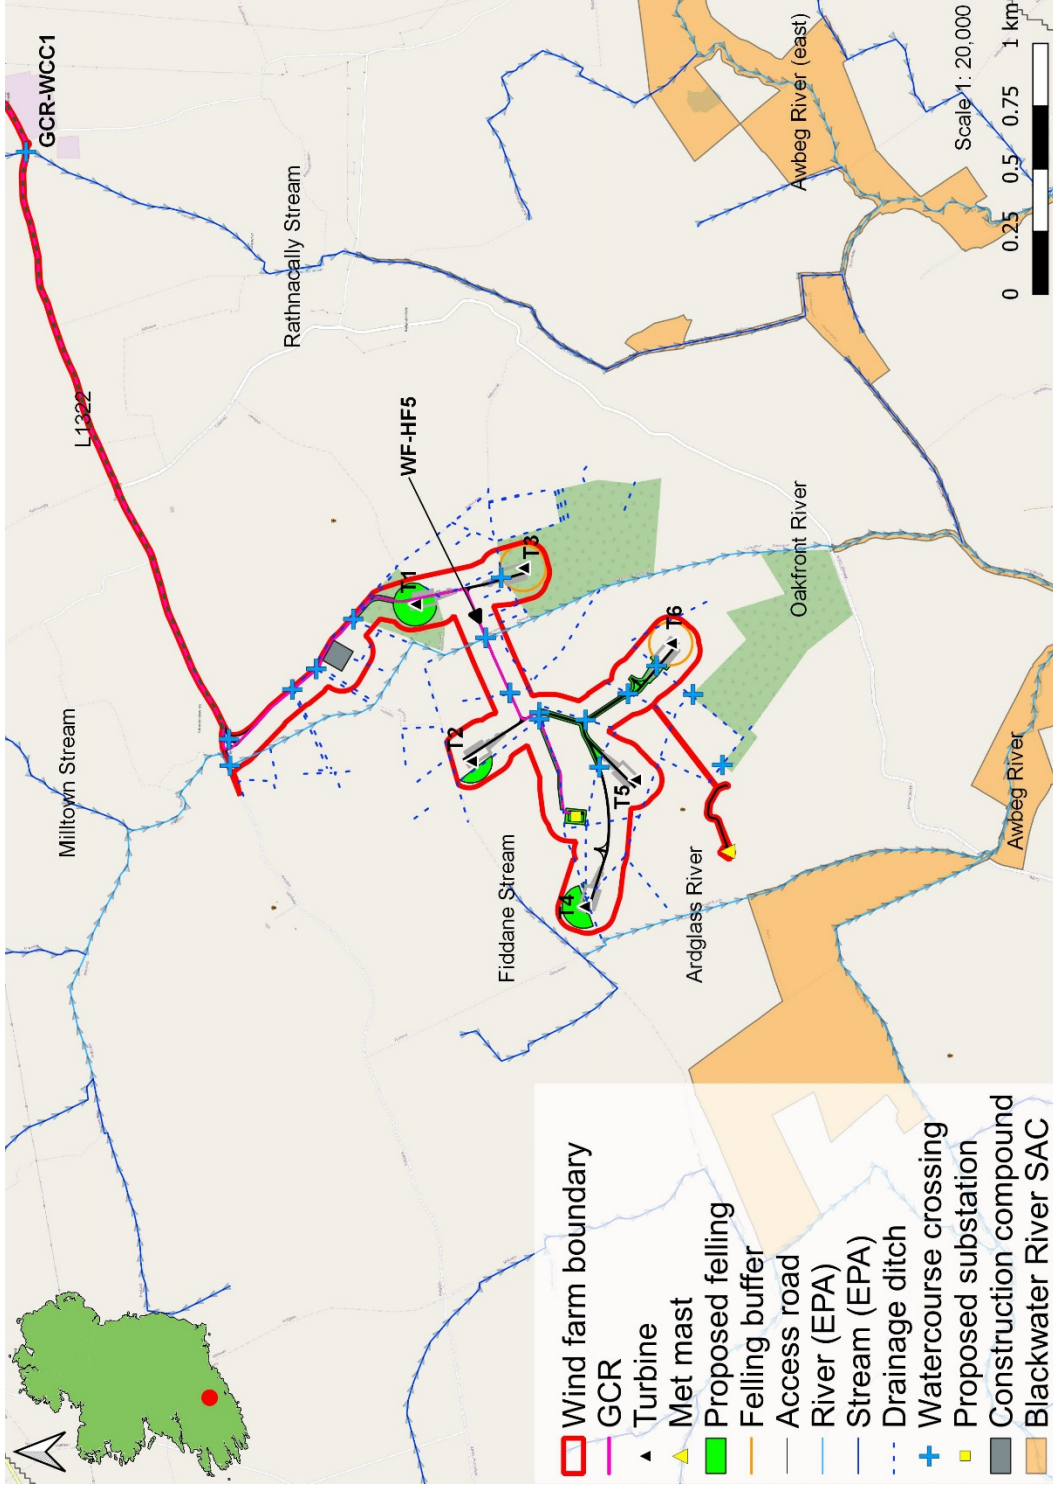 GCR-WCC1
L1322
Rathnacally Stream
Milltown Stream
WF-HF5
T1
T3
T2
T6
T5
T4
Fiddane Stream
Ardglass River
Oakfront River
Awbeg River
Awbeg River (east)
Scale 1: 20,000
0 0.25 0.5 0.75 1 km
Wind farm boundary
GCR
Turbine
Met mast
Proposed felling
Felling buffer
Access road
River (EPA)
Stream (EPA)
Drainage ditch
Watercourse crossing
Proposed substation
Construction compound
Blackwater River SAC